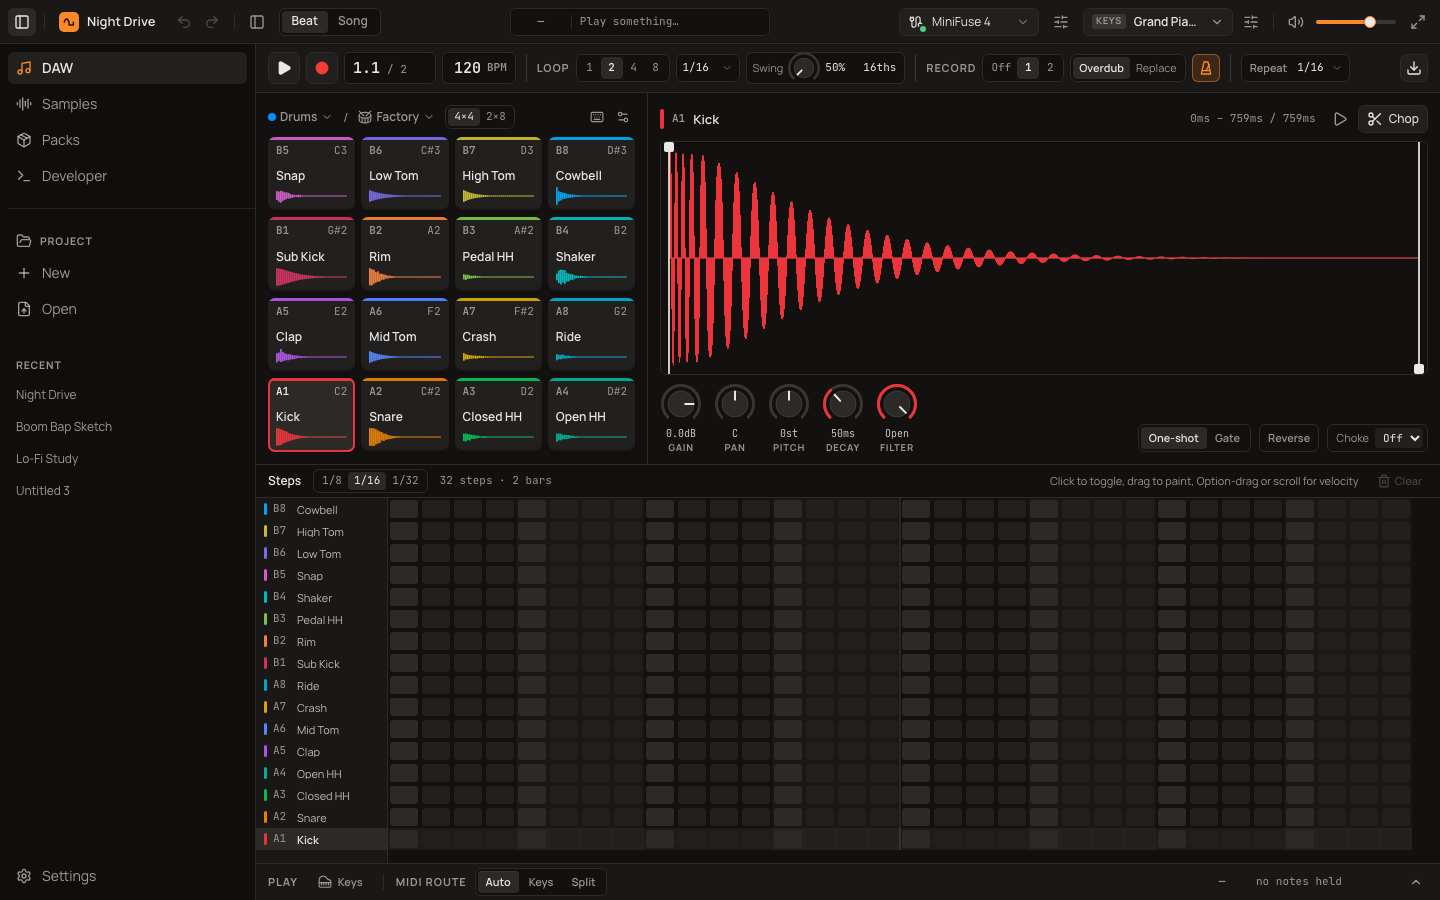 Night Drive
Beat Song
– Play something…
MiniFuse 4
KEYS Grand Pia…
DAW
Samples
Packs
Developer
PROJECT
New
Open
RECENT
Night Drive
Boom Bap Sketch
Lo-Fi Study
Untitled 3
Settings
1.1 / 2
120 BPM
LOOP 1 2 4 8
1/16
Swing 50% 16ths
RECORD Off 1 2
Overdub Replace
Repeat 1/16
Drums / Factory
4×4 2×8
B5 C3 B6 C#3 B7 D3 B8 D#3
Snap Low Tom High Tom Cowbell
B1 G#2 B2 A2 B3 A#2 B4 B2
Sub Kick Rim Pedal HH Shaker
A5 E2 A6 F2 A7 F#2 A8 G2
Clap Mid Tom Crash Ride
A1 C2 A2 C#2 A3 D2 A4 D#2
Kick Snare Closed HH Open HH
A1 Kick
0ms – 759ms / 759ms
Chop
0.0dB C 0st 50ms Open
GAIN PAN PITCH DECAY FILTER
One-shot Gate
Reverse
Choke Off
Steps
1/8 1/16 1/32
32 steps · 2 bars
Click to toggle, drag to paint, Option-drag or scroll for velocity
Clear
B8 Cowbell
B7 High Tom
B6 Low Tom
B5 Snap
B4 Shaker
B3 Pedal HH
B2 Rim
B1 Sub Kick
A8 Ride
A7 Crash
A6 Mid Tom
A5 Clap
A4 Open HH
A3 Closed HH
A2 Snare
A1 Kick
PLAY Keys
MIDI ROUTE Auto Keys Split
– no notes held